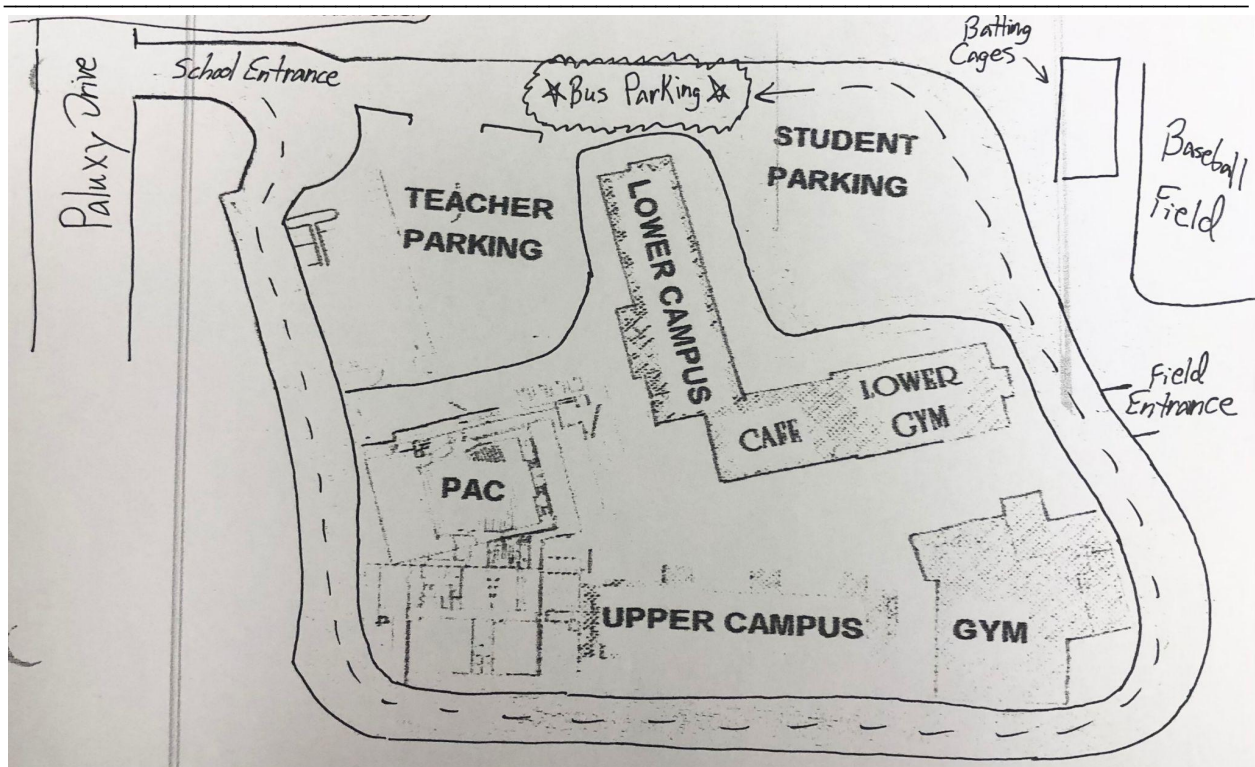 Paluxy Drive
School Entrance
☆Bus Parking☆
Batting
Cages
Baseball
Field
TEACHER
PARKING
STUDENT
PARKING
LOWER CAMPUS
CAFE
LOWER
GYM
Field
Entrance
PAC
UPPER CAMPUS
GYM